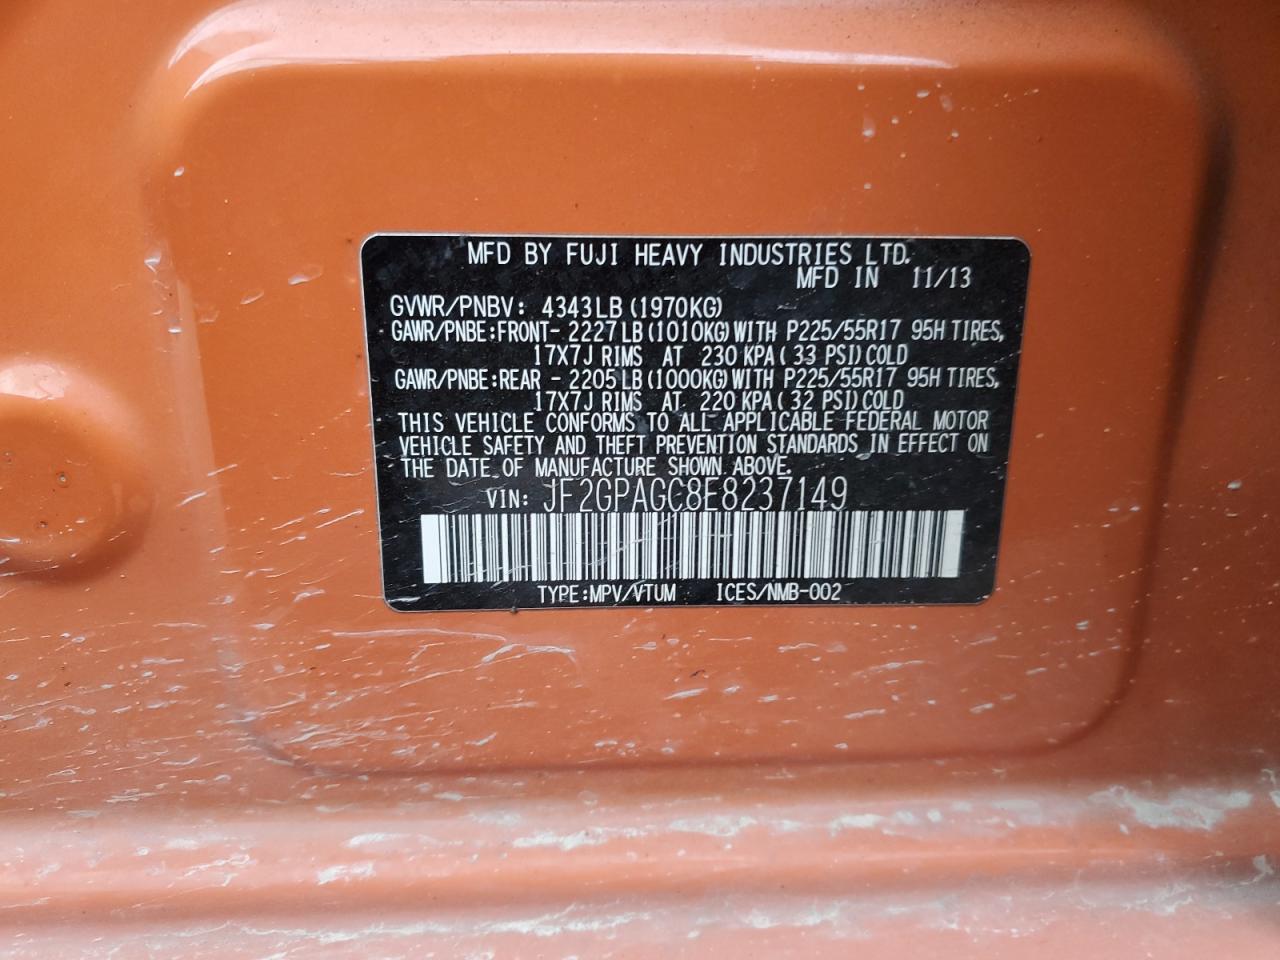 MFD BY FUJI HEAVY INDUSTRIES LTD.
MFD IN 11/13
GVWR/PNBV: 4343LB (1970KG)
GAWR/PNBE:FRONT- 2227LB (1010KG) WITH P225/55R17 95H TIRES,
17X7J RIMS AT 230 KPA ( 33 PSI) COLD
GAWR/PNBE:REAR - 2205LB (1000KG) WITH P225/55R17 95H TIRES,
17X7J RIMS AT 220 KPA ( 32 PSI) COLD
THIS VEHICLE CONFORMS TO ALL APPLICABLE FEDERAL MOTOR
VEHICLE SAFETY AND THEFT PREVENTION STANDARDS IN EFFECT ON
THE DATE OF MANUFACTURE SHOWN ABOVE.
VIN: JF2GPAGC8E8237149
TYPE:MPV/VTUM ICES/NMB-002